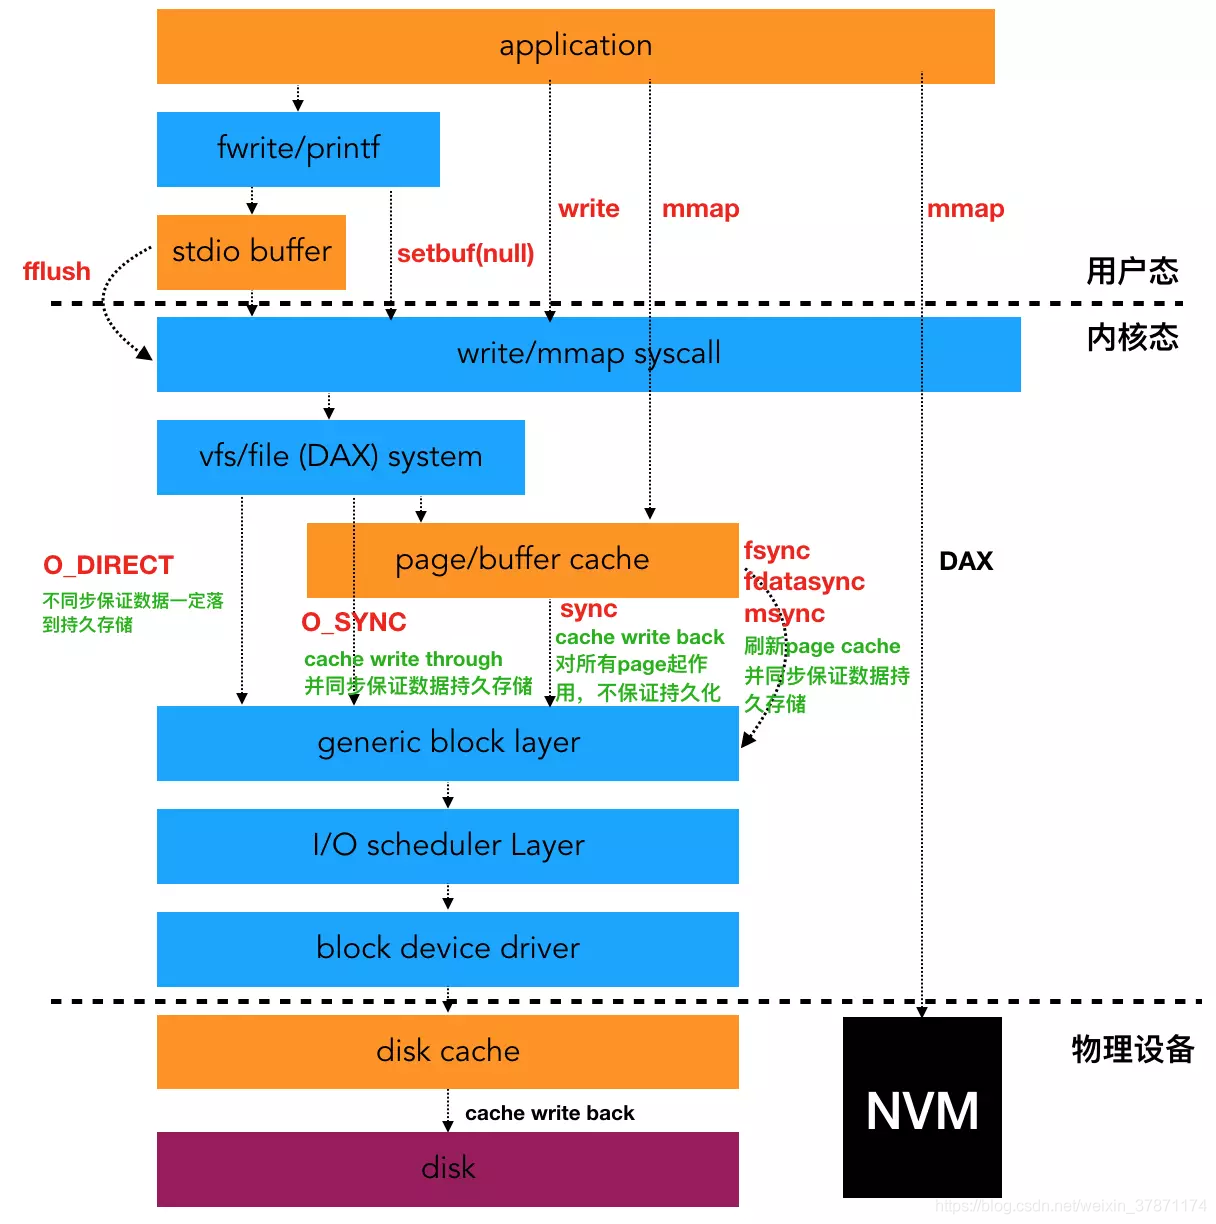 application
fwrite/printf
write
mmap
mmap
stdio buffer
setbuf(null)
fflush
用户态
内核态
write/mmap syscall
vfs/file (DAX) system
page/buffer cache
O_DIRECT
不同步保证数据一定落
到持久存储
O_SYNC
cache write through
并同步保证数据持久存储
sync
cache write back
对所有page起作
用，不保证持久化
fsync
fdatasync
msync
刷新page cache
并同步保证数据持
久存储
DAX
generic block layer
I/O scheduler Layer
block device driver
物理设备
disk cache
cache write back
disk
NVM
https://blog.csdn.net/weixin_37871174